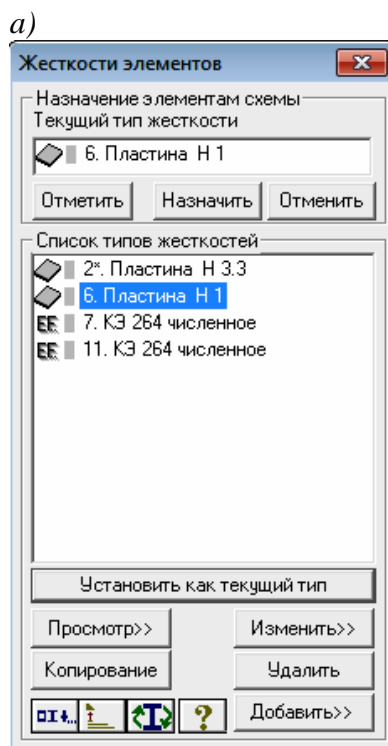 а)
Жесткости элементов
Назначение элементам схемы
Текущий тип жесткости
6. Пластина H 1
Отметить Назначить Отменить
Список типов жесткостей
2*. Пластина H 3.3
6. Пластина H 1
7. КЭ 264 численное
11. КЭ 264 численное
Установить как текущий тип
Просмотр>> Изменить>>
Копирование Удалить
Добавить>>